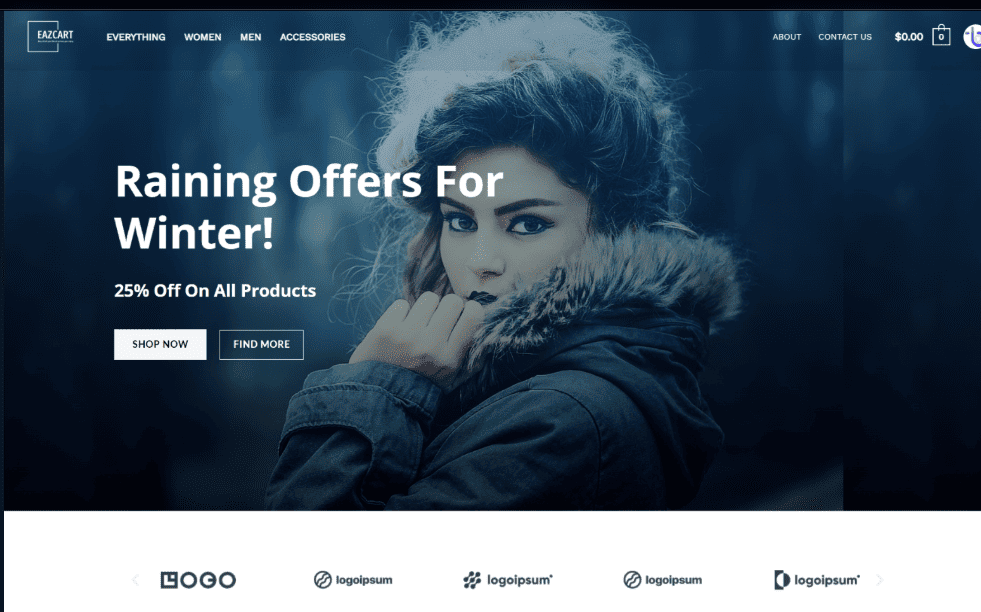 EAZCART
EVERYTHING WOMEN MEN ACCESSORIES
ABOUT CONTACT US $0.00 0
Raining Offers For
Winter!
25% Off On All Products
SHOP NOW FIND MORE
LOGO logoipsum logoipsum logoipsum logoipsum